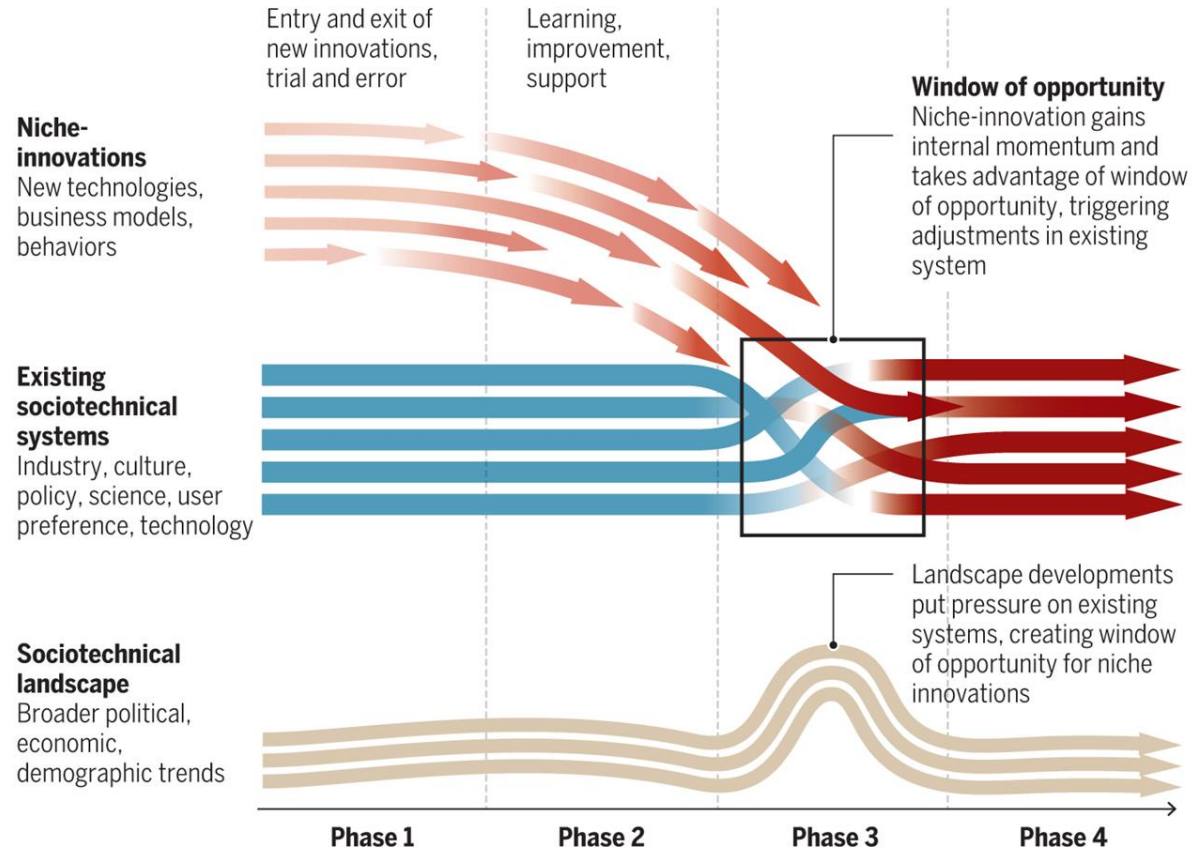 Entry and exit of
new innovations,
trial and error
Learning,
improvement,
support
Window of opportunity
Niche-innovation gains
internal momentum and
takes advantage of window
of opportunity, triggering
adjustments in existing
system
Niche-
innovations
New technologies,
business models,
behaviors
Existing
sociotechnical
systems
Industry, culture,
policy, science, user
preference, technology
Landscape developments
put pressure on existing
systems, creating window
of opportunity for niche
innovations
Sociotechnical
landscape
Broader political,
economic,
demographic trends
Phase 1
Phase 2
Phase 3
Phase 4